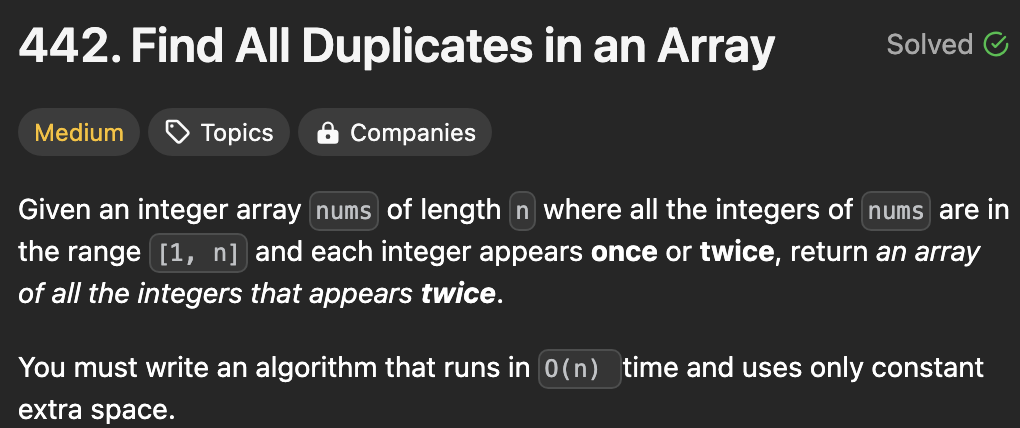 442. Find All Duplicates in an Array
Solved
Medium Topics Companies
Given an integer array nums of length n where all the integers of nums are in
the range [1, n] and each integer appears once or twice, return an array
of all the integers that appears twice.
You must write an algorithm that runs in O(n) time and uses only constant
extra space.